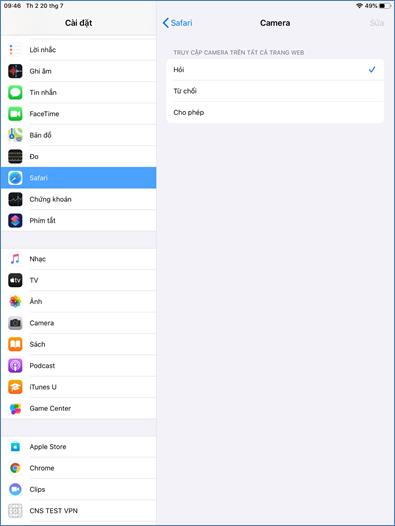 09:46 Th 2 20 thg 7
49%
Cài đặt
Safari
Camera
Sửa
Lời nhắc
Ghi âm
Tin nhắn
FaceTime
Bản đồ
Đo
Safari
Chứng khoán
Phím tắt
Nhạc
TV
Ảnh
Camera
Sách
Podcast
iTunes U
Game Center
Apple Store
Chrome
Clips
CNS TEST VPN
TRUY CẬP CAMERA TRÊN TẤT CẢ TRANG WEB
Hỏi
Từ chối
Cho phép